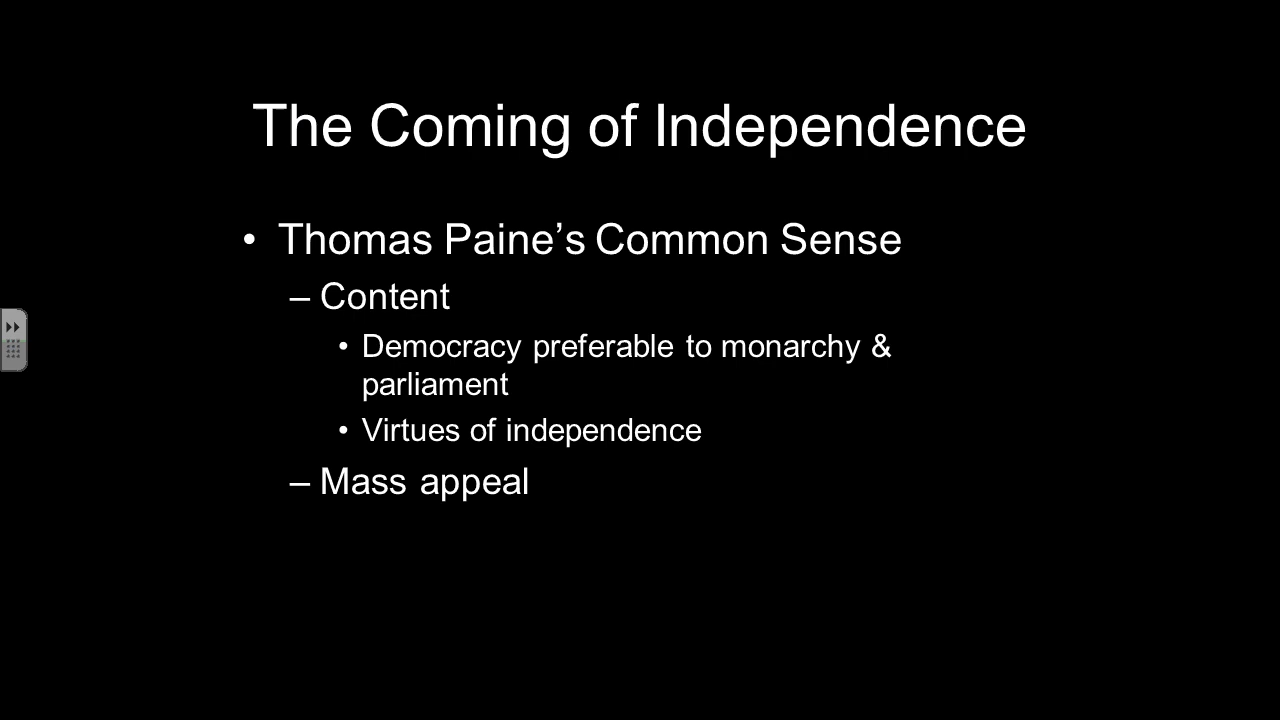 The Coming of Independence
• Thomas Paine’s Common Sense
– Content
• Democracy preferable to monarchy &
parliament
• Virtues of independence
– Mass appeal